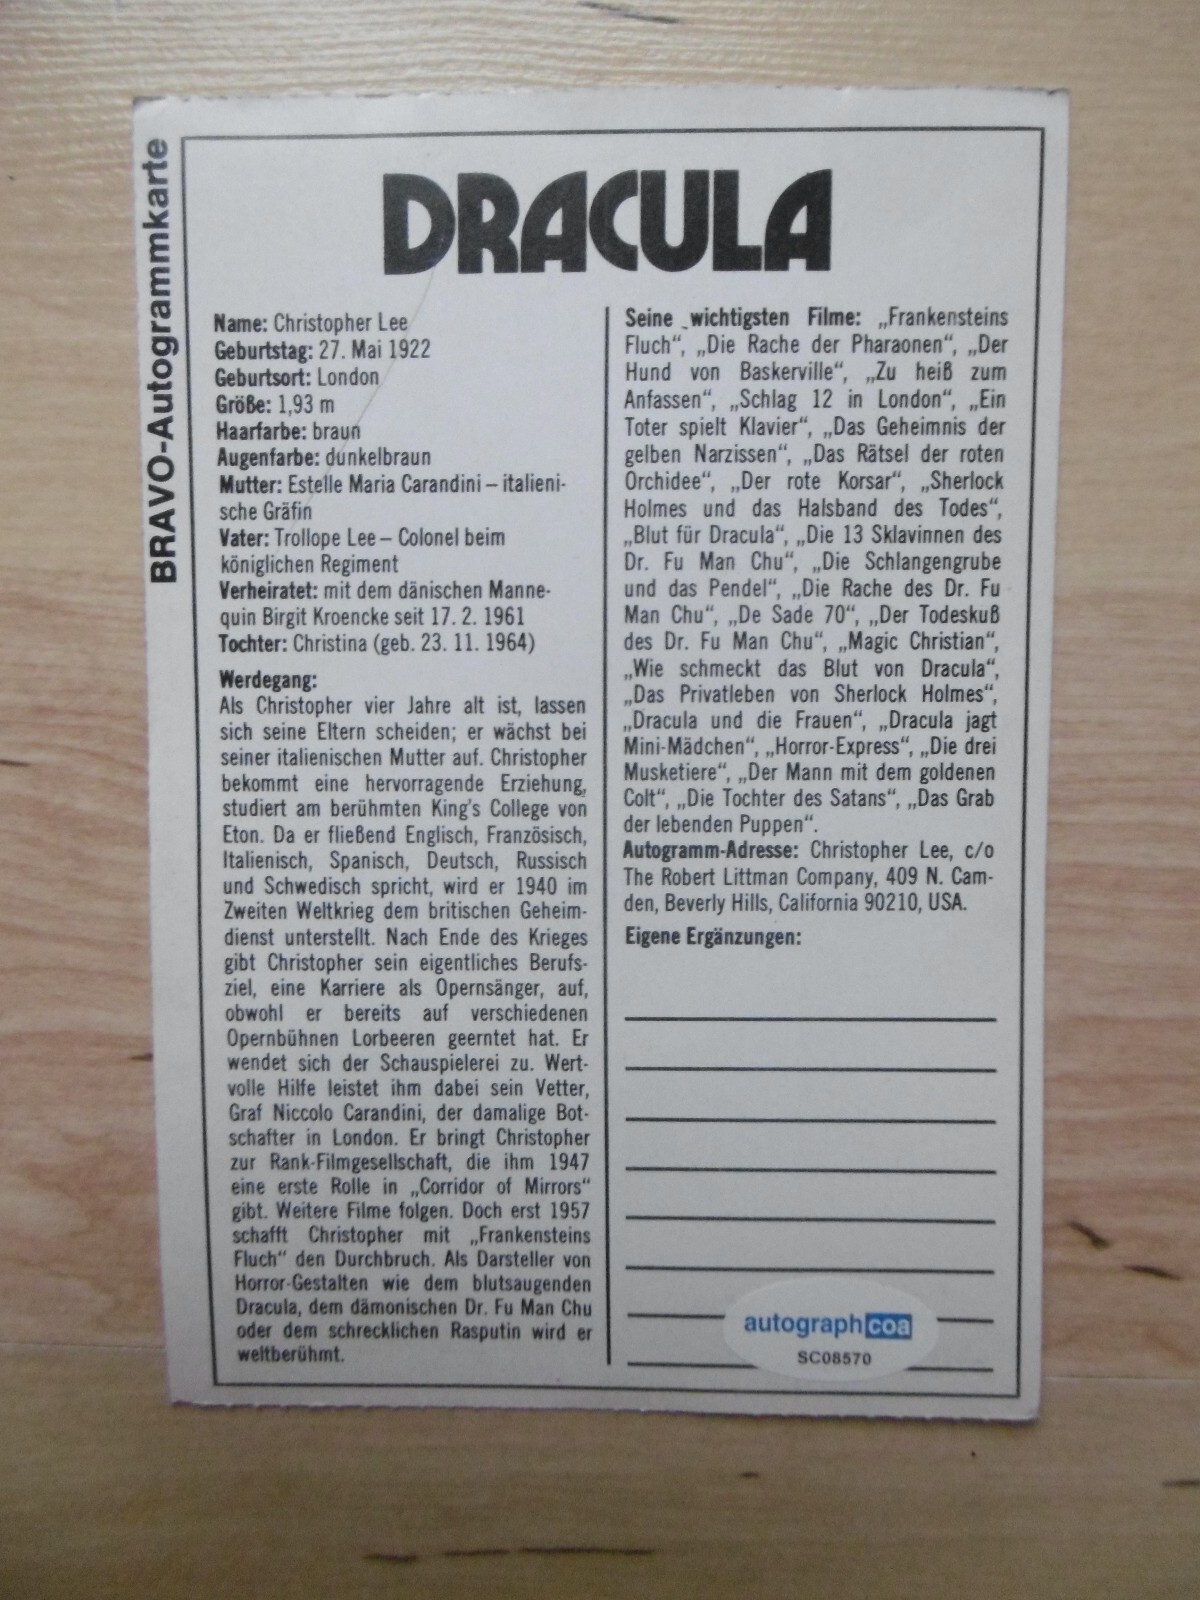 BRAVO-Autogrammkarte
DRACULA
Name: Christopher Lee
Geburtstag: 27. Mai 1922
Geburtsort: London
Größe: 1,93 m
Haarfarbe: braun
Augenfarbe: dunkelbraun
Mutter: Estelle Maria Carandini – italieni-
sche Gräfin
Vater: Trollope Lee – Colonel beim
königlichen Regiment
Verheiratet: mit dem dänischen Manne-
quin Birgit Kroencke seit 17. 2. 1961
Tochter: Christina (geb. 23. 11. 1964)
Werdegang:
Als Christopher vier Jahre alt ist, lassen
sich seine Eltern scheiden; er wächst bei
seiner italienischen Mutter auf. Christopher
bekommt eine hervorragende Erziehung,
studiert am berühmten King's College von
Eton. Da er fließend Englisch, Französisch,
Italienisch, Spanisch, Deutsch, Russisch
und Schwedisch spricht, wird er 1940 im
Zweiten Weltkrieg dem britischen Geheim-
dienst unterstellt. Nach Ende des Krieges
gibt Christopher sein eigentliches Berufs-
ziel, eine Karriere als Opernsänger, auf,
obwohl er bereits auf verschiedenen
Opernbühnen Lorbeeren geerntet hat. Er
wendet sich der Schauspielerei zu. Wert-
volle Hilfe leistet ihm dabei sein Vetter,
Graf Niccolo Carandini, der damalige Bot-
schafter in London. Er bringt Christopher
zur Rank-Filmgesellschaft, die ihm 1947
eine erste Rolle in „Corridor of Mirrors“
gibt. Weitere Filme folgen. Doch erst 1957
schafft Christopher mit „Frankensteins
Fluch“ den Durchbruch. Als Darsteller von
Horror-Gestalten wie dem blutsaugenden
Dracula, dem dämonischen Dr. Fu Man Chu
oder dem schrecklichen Rasputin wird er
weltberühmt.
Seine wichtigsten Filme: „Frankensteins
Fluch“, „Die Rache der Pharaonen“, „Der
Hund von Baskerville“, „Zu heiß zum
Anfassen“, „Schlag 12 in London“, „Ein
Toter spielt Klavier“, „Das Geheimnis der
gelben Narzissen“, „Das Rätsel der roten
Orchidee“, „Der rote Korsar“, „Sherlock
Holmes und das Halsband des Todes“,
„Blut für Dracula“, „Die 13 Sklavinnen des
Dr. Fu Man Chu“, „Die Schlangengrube
und das Pendel“, „Die Rache des Dr. Fu
Man Chu“, „De Sade 70“, „Der Todeskuß
des Dr. Fu Man Chu“, „Magic Christian“,
„Wie schmeckt das Blut von Dracula“,
„Das Privatleben von Sherlock Holmes“,
„Dracula und die Frauen“, „Dracula jagt
Mini-Mädchen“, „Horror-Express“, „Die drei
Musketiere“, „Der Mann mit dem goldenen
Colt“, „Die Tochter des Satans“, „Das Grab
der lebenden Puppen“.
Autogramm-Adresse: Christopher Lee, c/o
The Robert Littman Company, 409 N. Cam-
den, Beverly Hills, California 90210, USA.
Eigene Ergänzungen:
autographcoa
SC08570